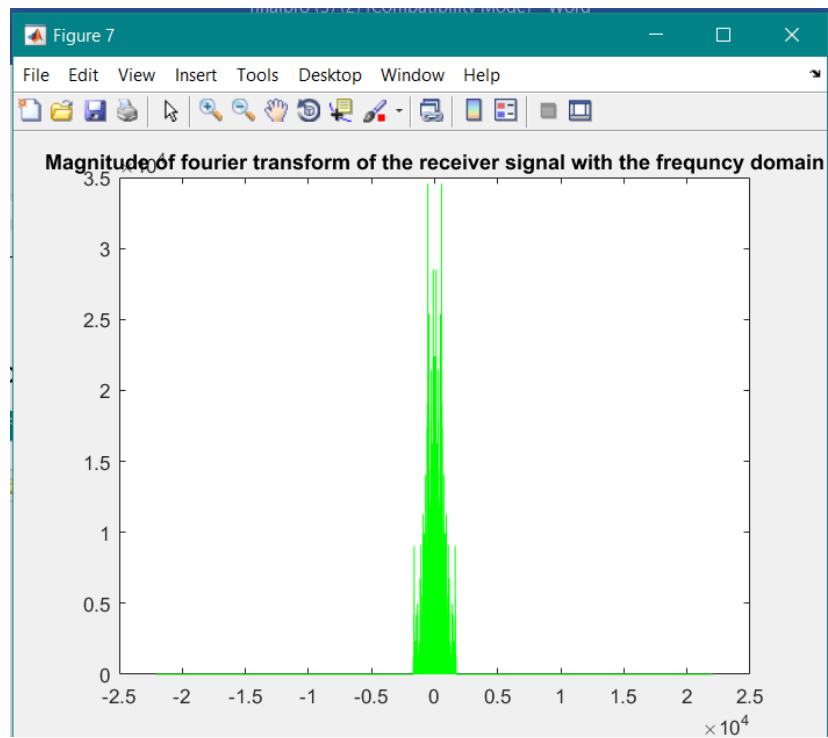 Figure 7
File Edit View Insert Tools Desktop Window Help
Magnitude of fourier transform of the receiver signal with the frequncy domain
×10^4
3.5
3
2.5
2
1.5
1
0.5
0
-2.5 -2 -1.5 -1 -0.5 0 0.5 1 1.5 2 2.5
×10^4